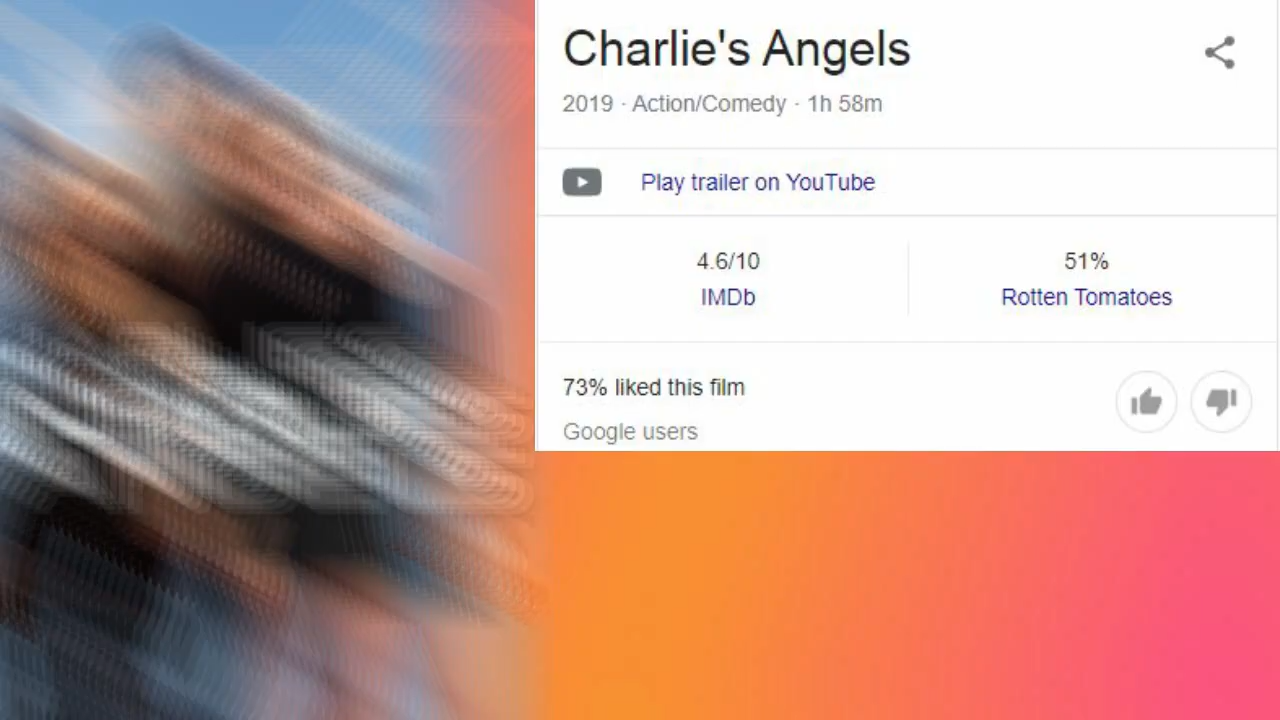 Charlie's Angels
2019 · Action/Comedy · 1h 58m
Play trailer on YouTube
4.6/10
IMDb
51%
Rotten Tomatoes
73% liked this film
Google users